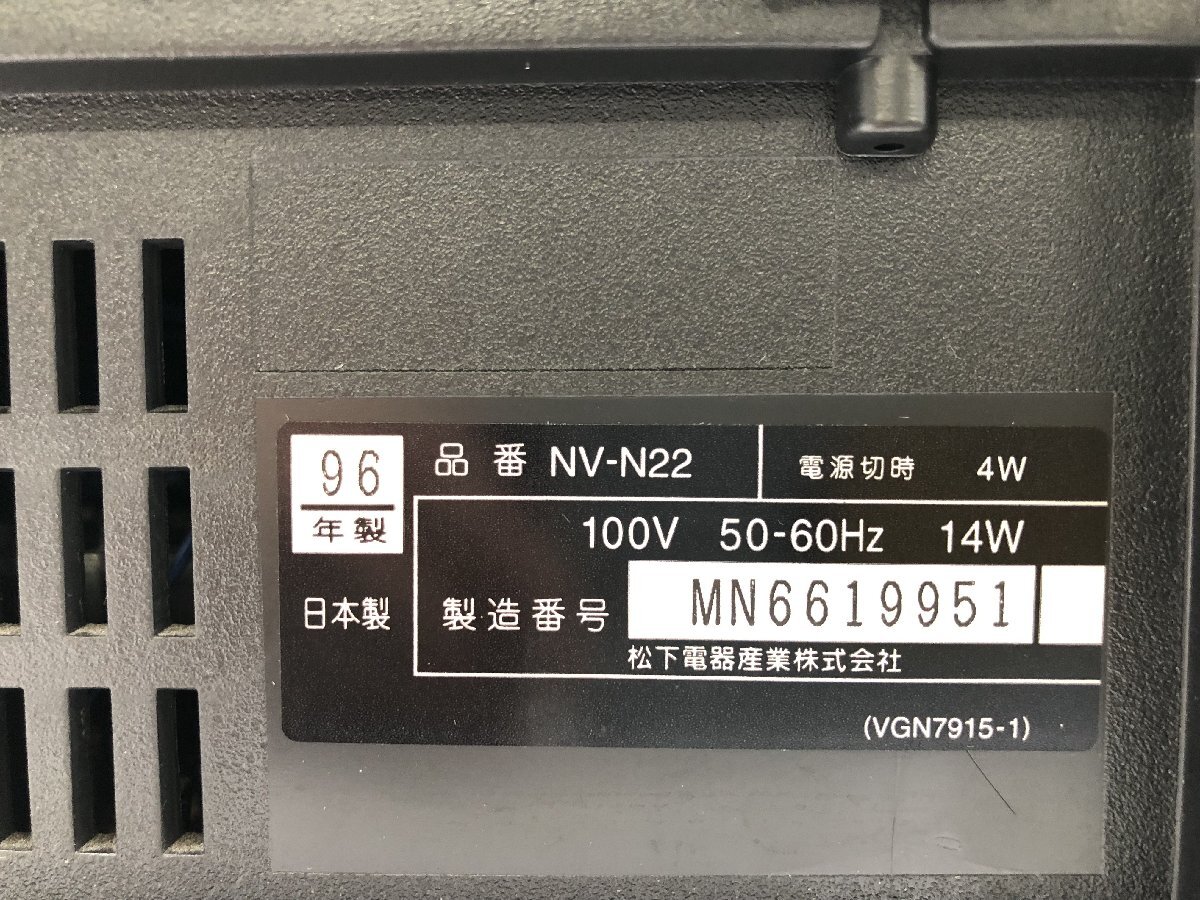 96
年製
日本製
品番 NV-N22
電源切時 4W
100V 50-60Hz 14W
製造番号 MN6619951
松下電器産業株式会社
(VGN7915-1)